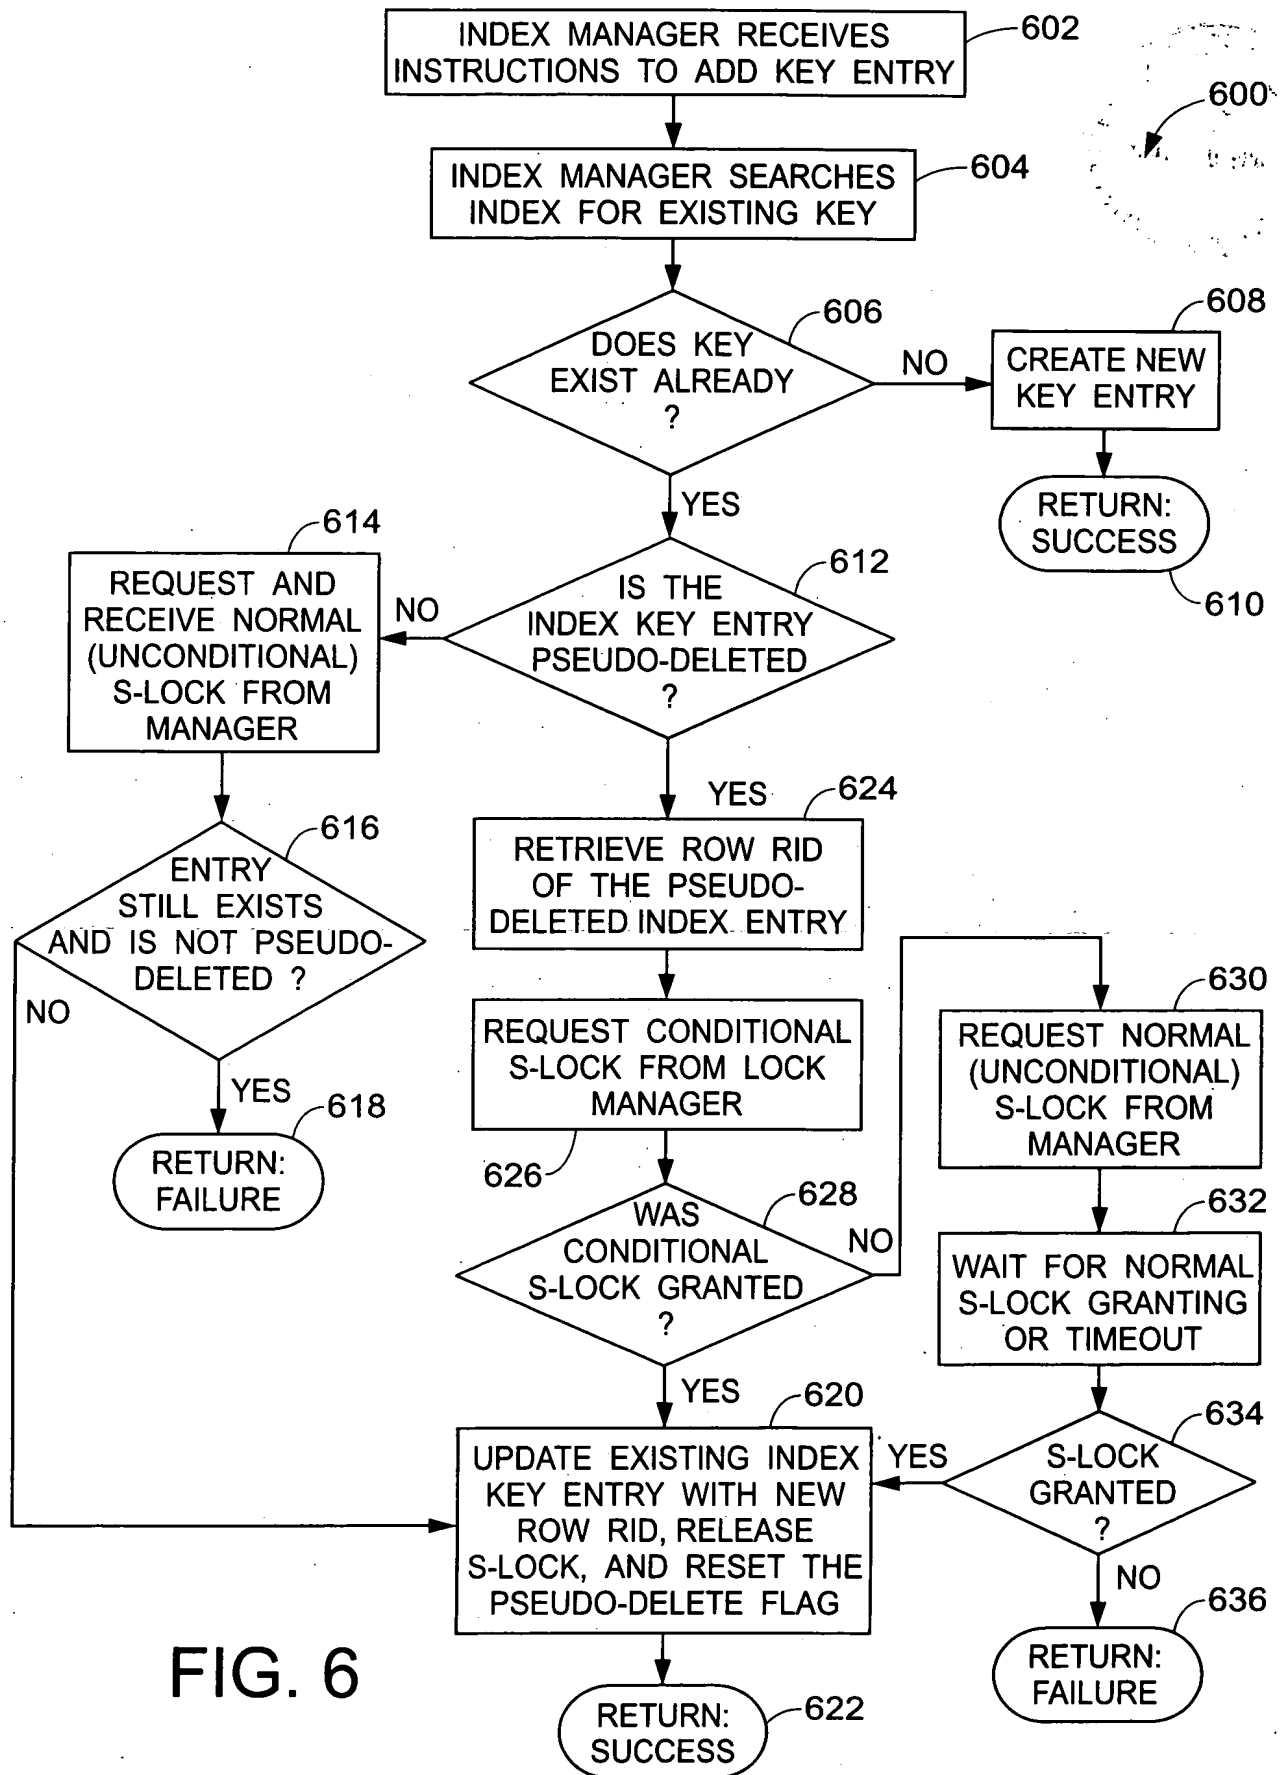 INDEX MANAGER RECEIVES
INSTRUCTIONS TO ADD KEY ENTRY
602
600
INDEX MANAGER SEARCHES
INDEX FOR EXISTING KEY
604
DOES KEY
EXIST ALREADY
?
606
NO
CREATE NEW
KEY ENTRY
608
YES
RETURN:
SUCCESS
610
IS THE
INDEX KEY ENTRY
PSEUDO-DELETED
?
612
NO
REQUEST AND
RECEIVE NORMAL
(UNCONDITIONAL)
S-LOCK FROM
MANAGER
614
ENTRY
STILL EXISTS
AND IS NOT PSEUDO-
DELETED ?
616
NO
YES
RETURN:
FAILURE
618
YES
RETRIEVE ROW RID
OF THE PSEUDO-
DELETED INDEX ENTRY
624
REQUEST CONDITIONAL
S-LOCK FROM LOCK
MANAGER
626
WAS
CONDITIONAL
S-LOCK GRANTED
?
628
NO
REQUEST NORMAL
(UNCONDITIONAL)
S-LOCK FROM
MANAGER
630
WAIT FOR NORMAL
S-LOCK GRANTING
OR TIMEOUT
632
S-LOCK
GRANTED
?
634
YES
YES
UPDATE EXISTING INDEX
KEY ENTRY WITH NEW
ROW RID, RELEASE
S-LOCK, AND RESET THE
PSEUDO-DELETE FLAG
620
NO
RETURN:
FAILURE
636
RETURN:
SUCCESS
622
FIG. 6